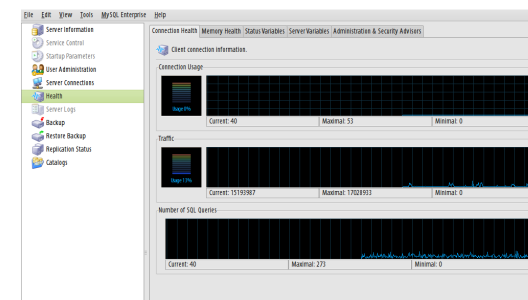 File Edit View Tools MySQL Enterprise Help
Server Information
Service Control
Startup Parameters
User Administration
Server Connections
Health
Server Logs
Backup
Restore Backup
Replication Status
Catalogs
Connection Health Memory Health Status Variables Server Variables Administration & Security Advisors
Client connection information.
Connection Usage
Usage 8%
Current: 40 Maximal: 53 Minimal: 0
Traffic
Usage 17%
Current: 15193987 Maximal: 17028933 Minimal: 0
Number of SQL Queries
Current: 40 Maximal: 273 Minimal: 0